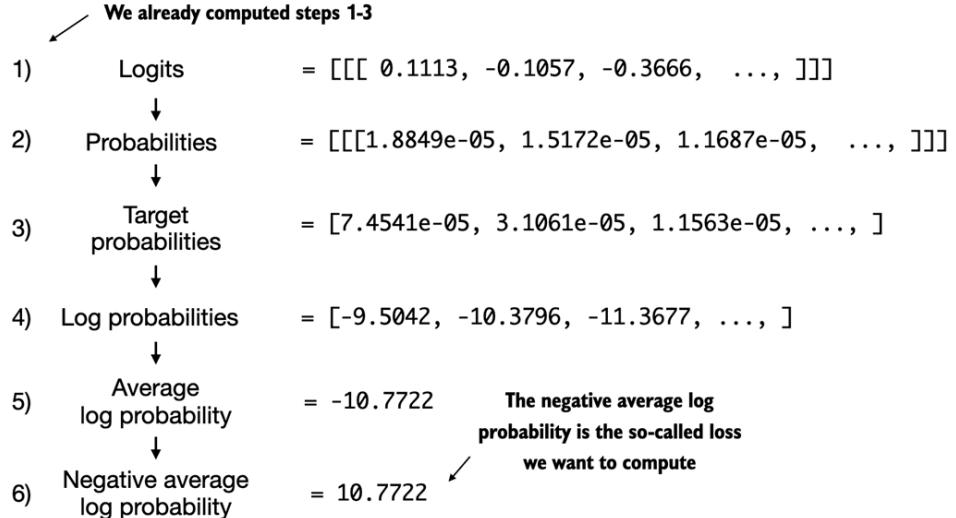 We already computed steps 1-3
1) Logits = [[[ 0.1113, -0.1057, -0.3666, ..., ]]]
2) Probabilities = [[[1.8849e-05, 1.5172e-05, 1.1687e-05, ..., ]]]
3) Target
probabilities = [7.4541e-05, 3.1061e-05, 1.1563e-05, ..., ]
4) Log probabilities = [-9.5042, -10.3796, -11.3677, ..., ]
5) Average
log probability = -10.7722
The negative average log
probability is the so-called loss
we want to compute
6) Negative average
log probability = 10.7722